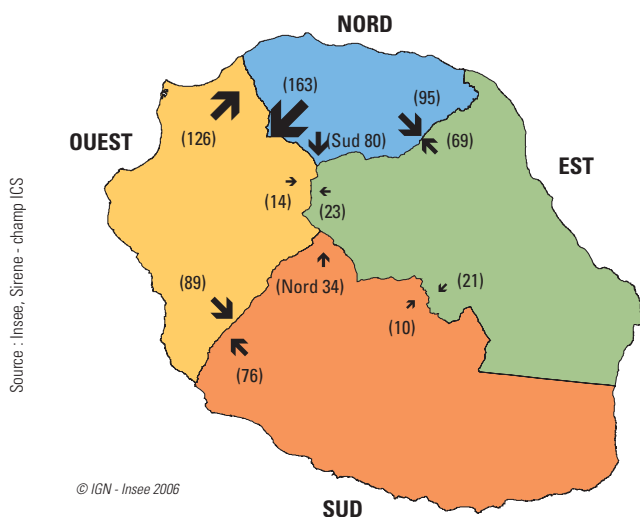 NORD
(163)
(95)
(126)
(Sud 80)
(69)
OUEST
EST
(14)
(23)
(89)
(Nord 34)
(21)
(10)
(76)
Source : Insee, Sirene - champ ICS
© IGN - Insee 2006
SUD